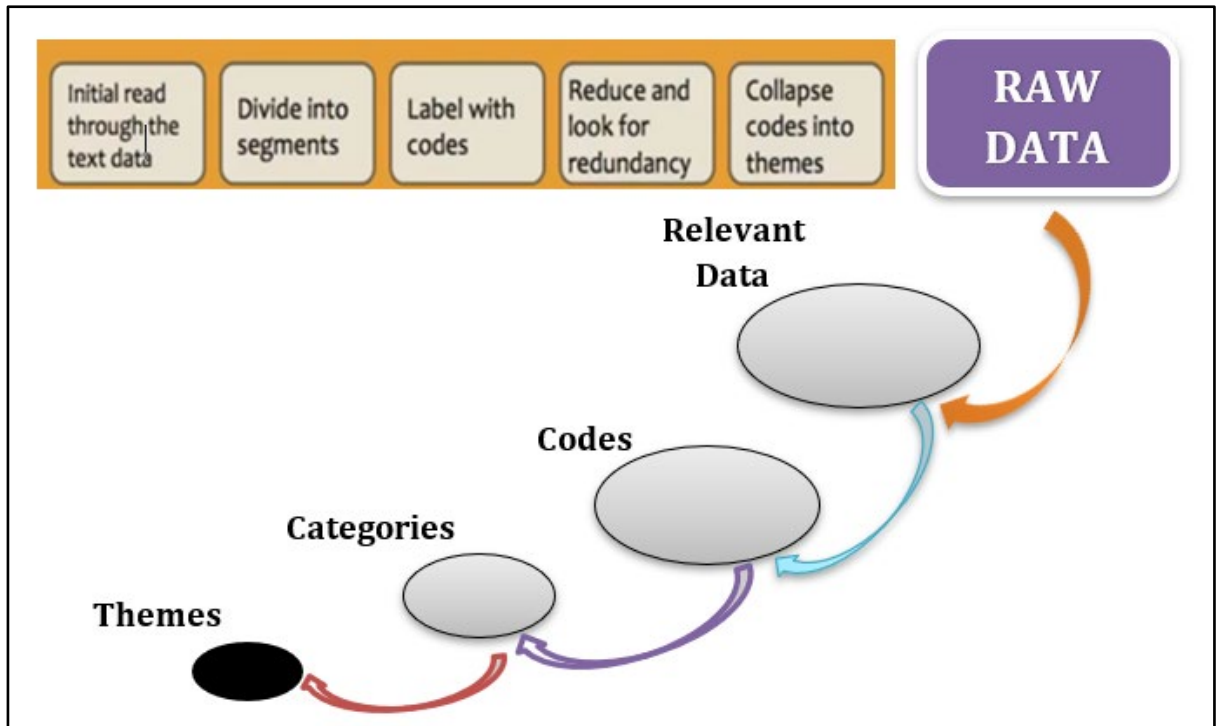 Initial read
through the
text data
Divide into
segments
Label with
codes
Reduce and
look for
redundancy
Collapse
codes into
themes
RAW
DATA
Relevant
Data
Codes
Categories
Themes